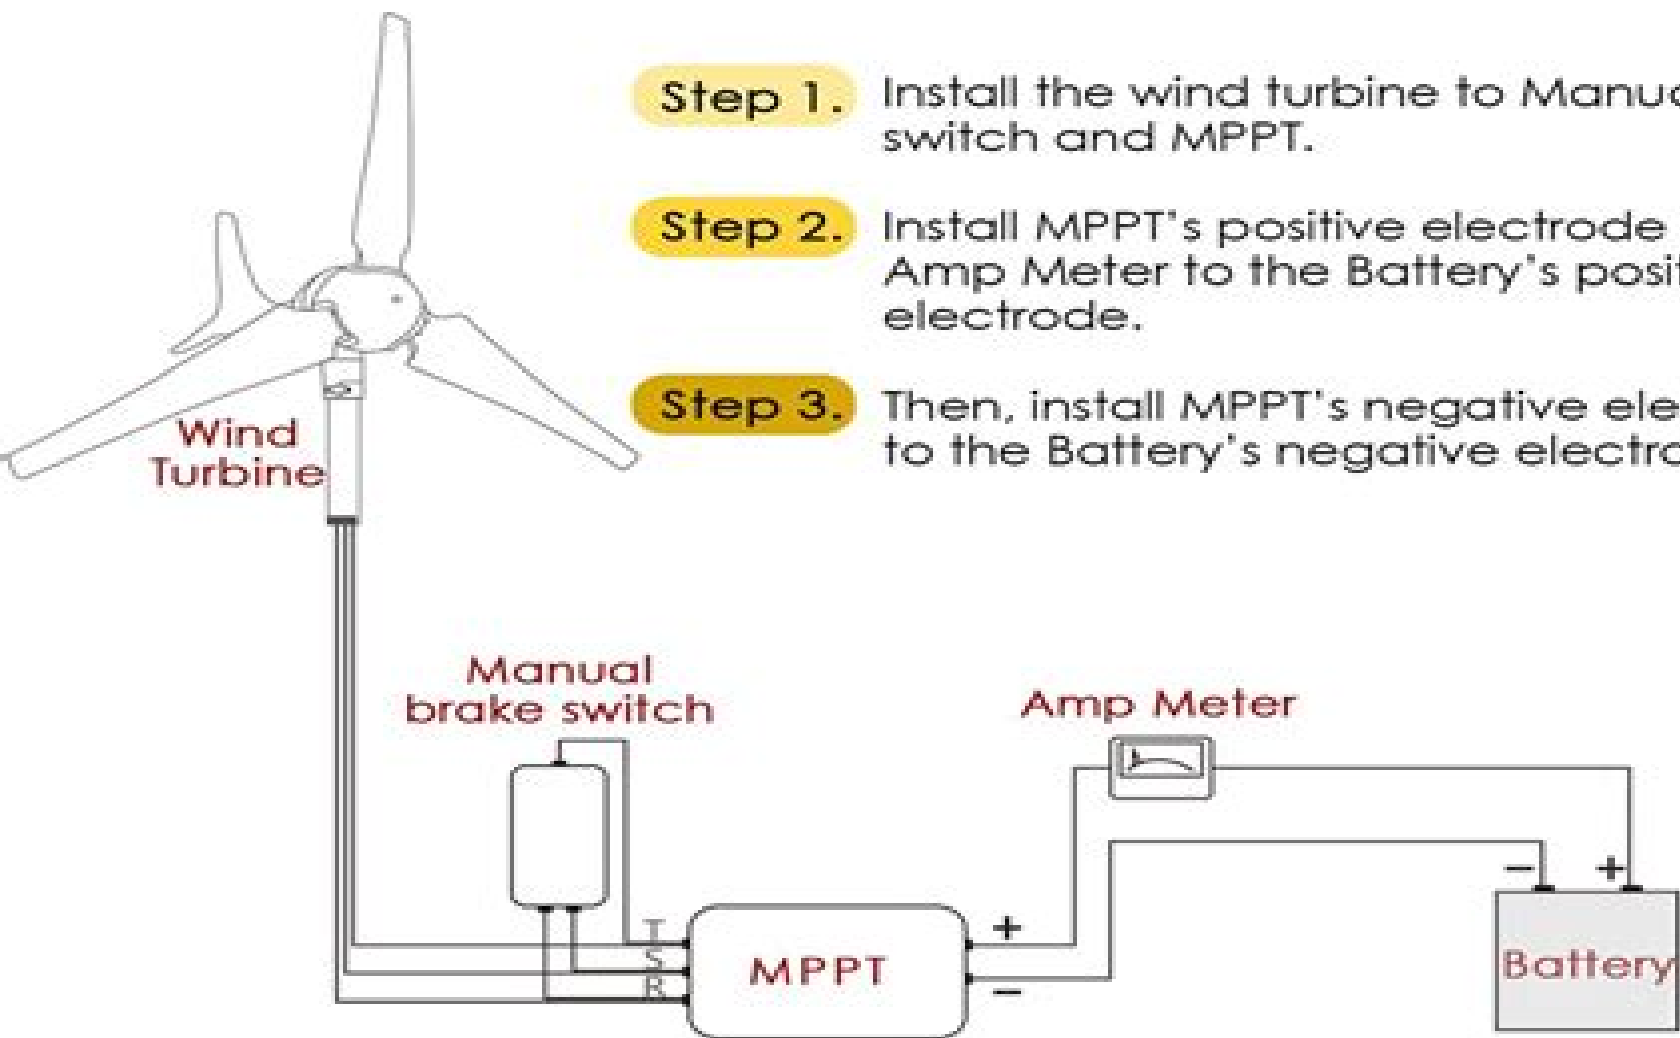 Step 1. Install the wind turbine to Manua
switch and MPPT.
Step 2. Install MPPT's positive electrode
Amp Meter to the Battery's posit
electrode.
Step 3. Then, install MPPT's negative ele
to the Battery's negative electro
Wind
Turbine
Manual
brake switch
Amp Meter
T
S
R
MPPT
+
−
−
+
Battery